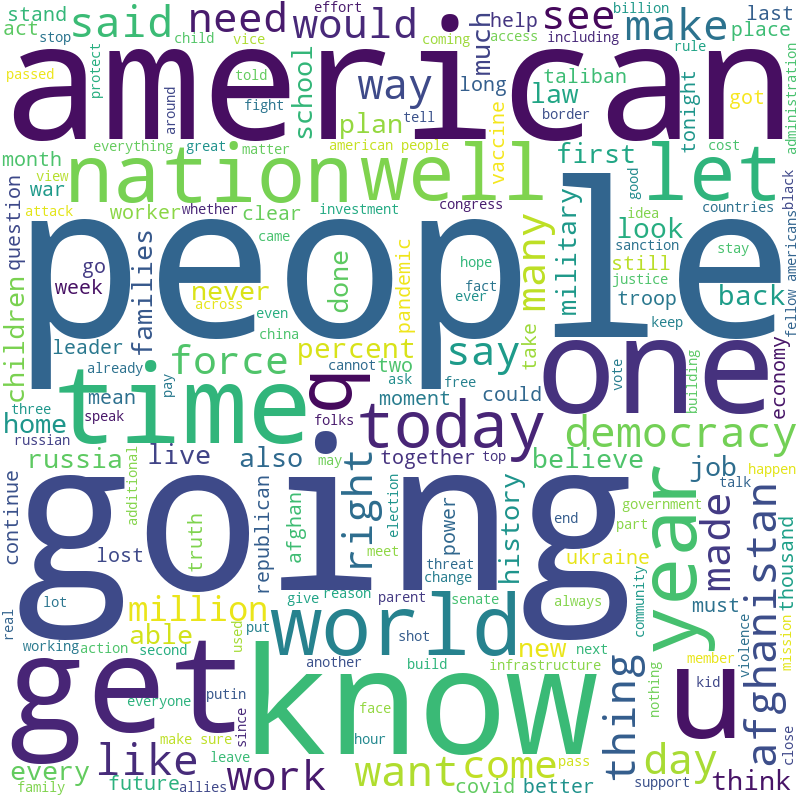 stand said need would see make effort billion last
act stop child vice coming help access including rule place
american
passed protect around told fight school way tell much long taliban law border got tonight administration
everything great matter plan american people vaccine first cost
month nation well let
view war attack worker whether clear investment congress military good idea countries black
question people look sanction stay fellow americans
go week families came done many still justice
children never across even hope fact ever pandemic take troop back keep
leader china percent say one
already force cannot two ask free vote building economy
home three mean pay time q moment could
speak russian folks today democracy
russia live also may together top believe job happen
continue additional republican right election history end talk
lost truth afghan meet power government part year made afghanistan thousand
going threat change ukraine
real lot million give reason parent senate always community must mission
working able action used put world shot new next member violence
second another build infrastructure nothing kid
get everyone putin know face u
like since make sure hour pass thing day close
every leave want come
family future allies work covid better support think